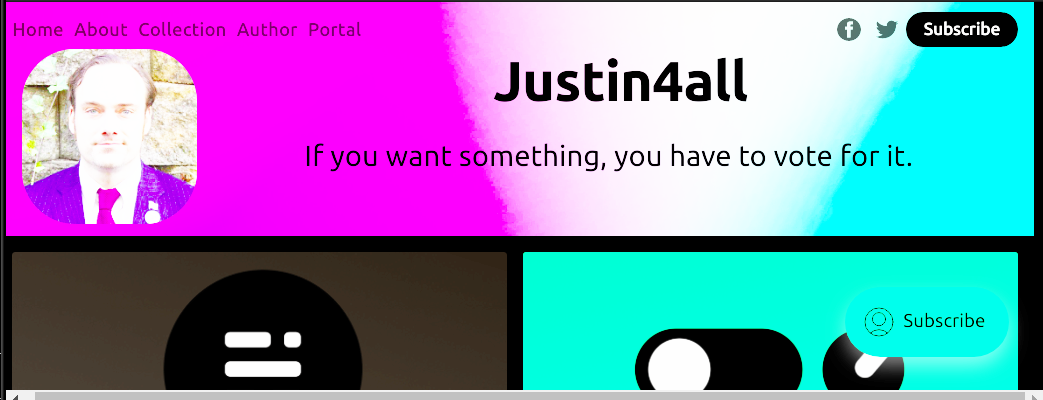 Home About Collection Author Portal
Subscribe
Justin4all
If you want something, you have to vote for it.
Subscribe